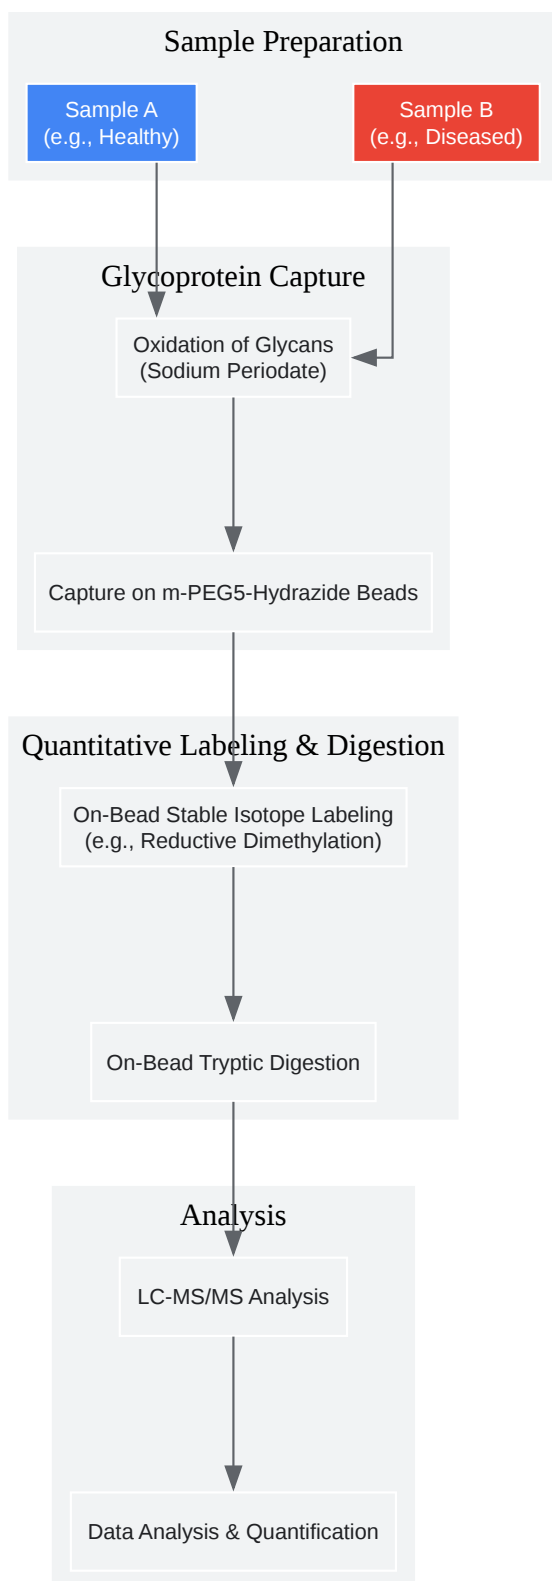 Sample Preparation
Sample A
(e.g., Healthy)
Sample B
(e.g., Diseased)
Glycoprotein Capture
Oxidation of Glycans
(Sodium Periodate)
Capture on m-PEG5-Hydrazide Beads
Quantitative Labeling & Digestion
On-Bead Stable Isotope Labeling
(e.g., Reductive Dimethylation)
On-Bead Tryptic Digestion
Analysis
LC-MS/MS Analysis
Data Analysis & Quantification